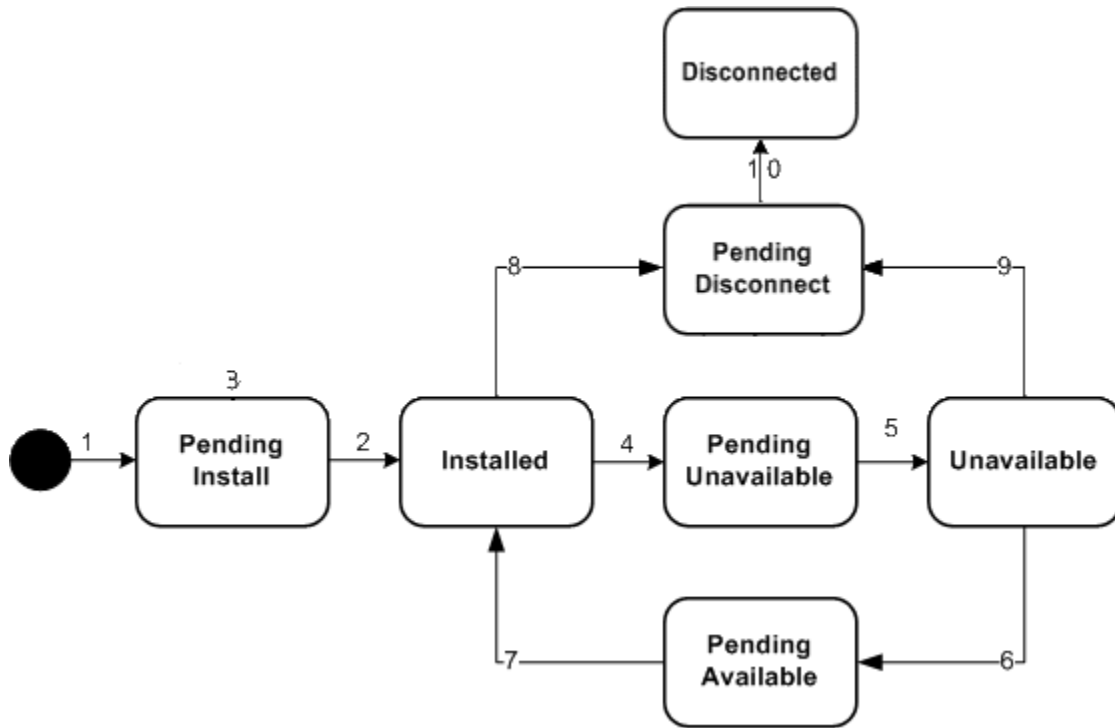 Disconnected
10
Pending
Disconnect
8
9
3
1
Pending
Install
2
Installed
4
Pending
Unavailable
5
Unavailable
7
Pending
Available
6